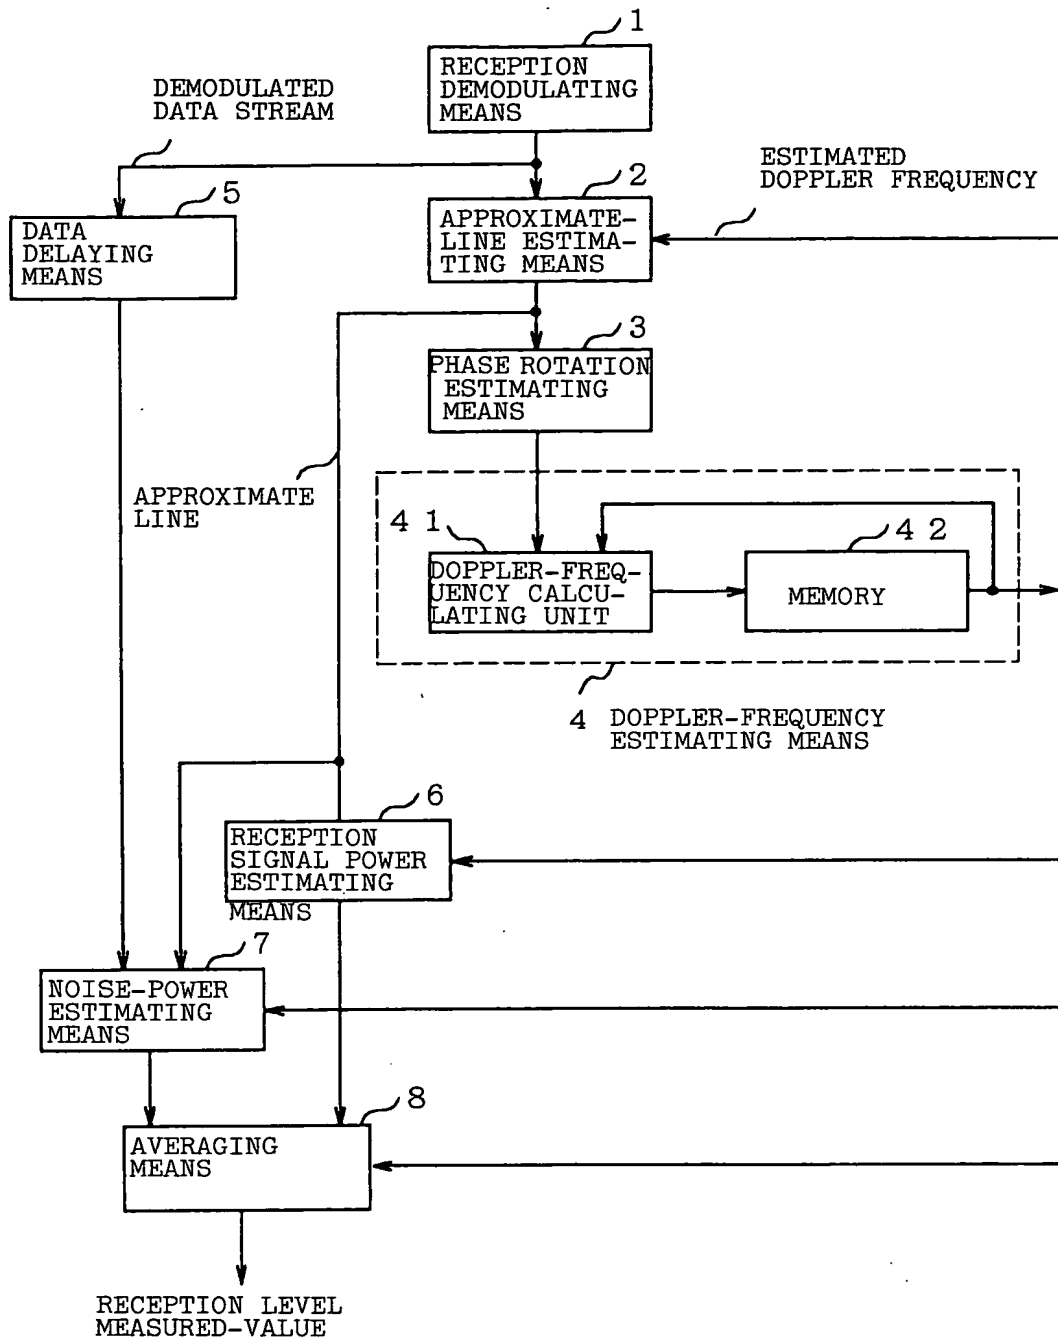 1
RECEPTION
DEMODULATING
MEANS
DEMODULATED
DATA STREAM
2
APPROXIMATE-
LINE ESTIMA-
TING MEANS
ESTIMATED
DOPPLER FREQUENCY
5
DATA
DELAYING
MEANS
3
PHASE ROTATION
ESTIMATING
MEANS
APPROXIMATE
LINE
4 1
DOPPLER-FREQ-
UENCY CALCU-
LATING UNIT
4 2
MEMORY
4 DOPPLER-FREQUENCY
ESTIMATING MEANS
6
RECEPTION
SIGNAL POWER
ESTIMATING
MEANS
7
NOISE-POWER
ESTIMATING
MEANS
8
AVERAGING
MEANS
RECEPTION LEVEL
MEASURED-VALUE